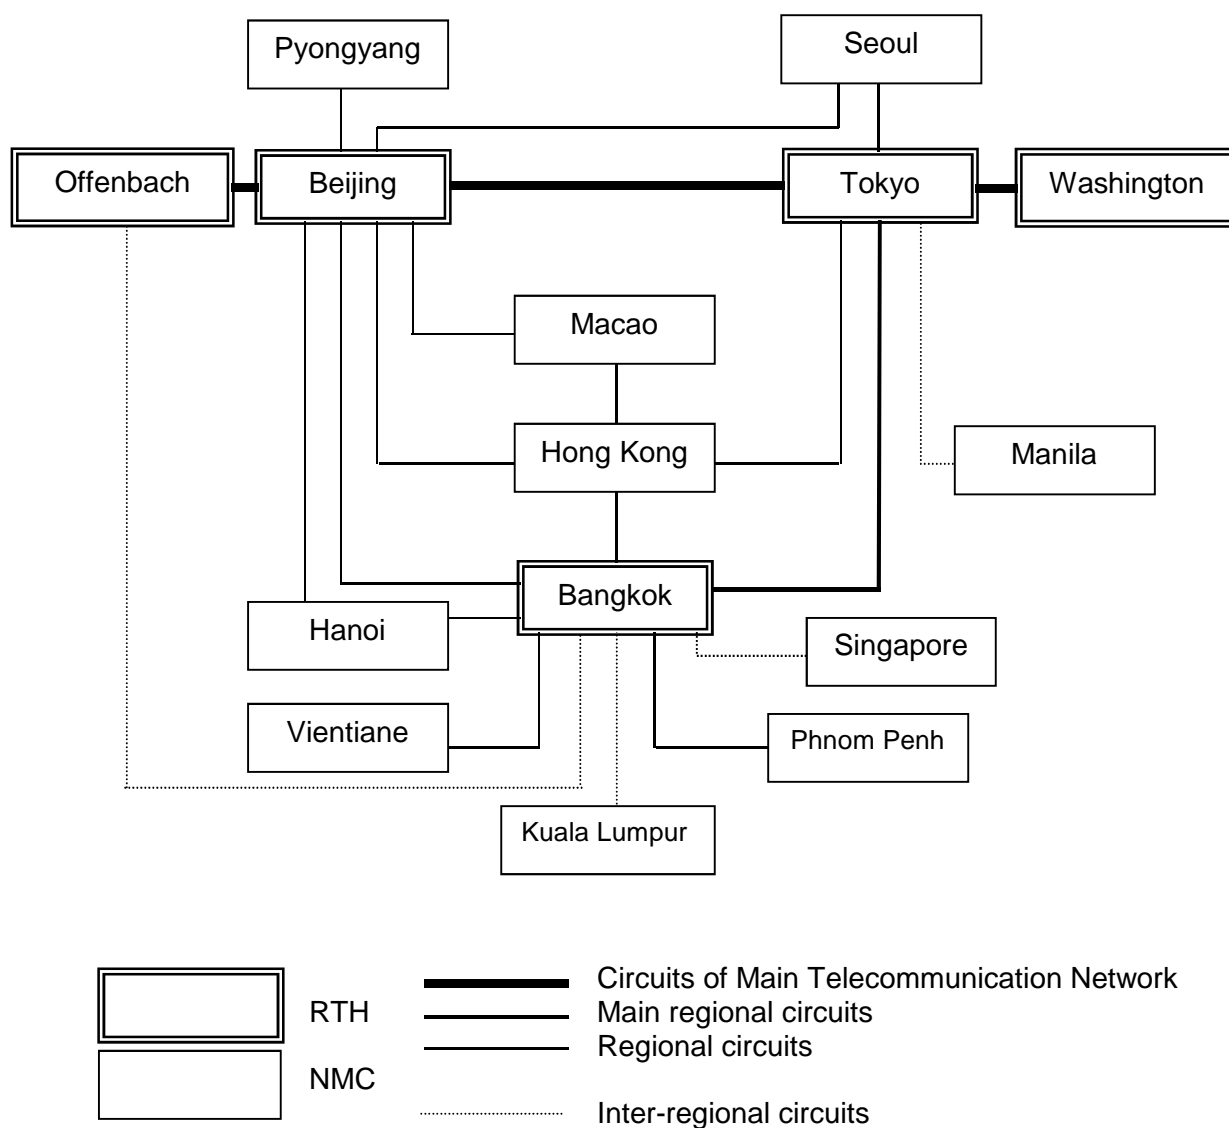 Pyongyang
Seoul
Offenbach
Beijing
Tokyo
Washington
Macao
Hong Kong
Manila
Bangkok
Hanoi
Singapore
Vientiane
Phnom Penh
Kuala Lumpur
RTH
NMC
Circuits of Main Telecommunication Network
Main regional circuits
Regional circuits
Inter-regional circuits